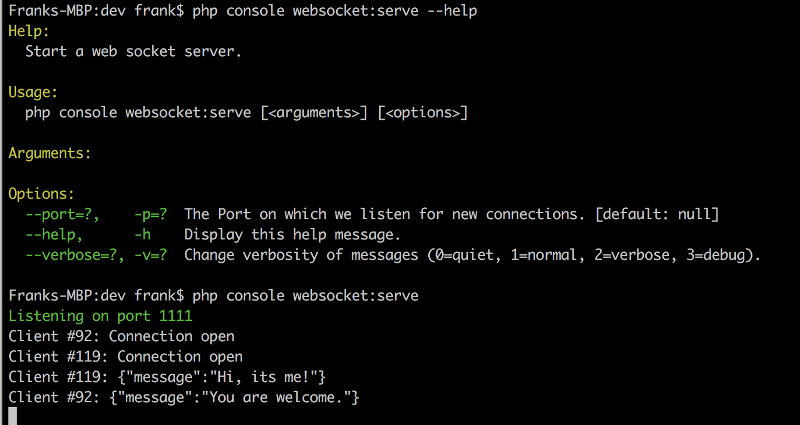 Franks-MBP:dev frank$ php console websocket:serve --help
Help:
Start a web socket server.
Usage:
php console websocket:serve [<arguments>] [<options>]
Arguments:
Options:
--port=?, -p=? The Port on which we listen for new connections. [default: null]
--help, -h Display this help message.
--verbose=?, -v=? Change verbosity of messages (0=quiet, 1=normal, 2=verbose, 3=debug).
Franks-MBP:dev frank$ php console websocket:serve
Listening on port 1111
Client #92: Connection open
Client #119: Connection open
Client #119: {"message":"Hi, its me!"}
Client #92: {"message":"You are welcome."}